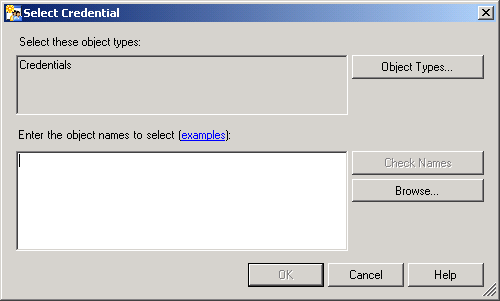 Select Credential
Select these object types:
Credentials
Object Types...
Enter the object names to select (examples):
Check Names
Browse...
OK
Cancel
Help